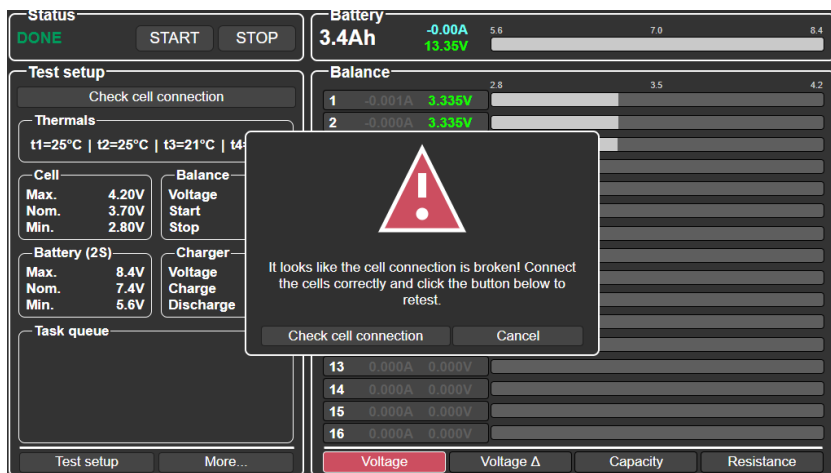 Status
DONE START STOP
Battery
3.4Ah -0.00A 13.35V
5.6 7.0 8.4
Test setup
Check cell connection
Thermals
t1=25°C | t2=25°C | t3=21°C | t4
Cell
Max. 4.20V
Nom. 3.70V
Min. 2.80V
Balance
Voltage
Start
Stop
Battery (2S)
Max. 8.4V
Nom. 7.4V
Min. 5.6V
Charger
Voltage
Charge
Discharge
Task queue
Test setup More...
Balance
2.8 3.5 4.2
1 -0.001A 3.335V
2 -0.000A 3.335V
It looks like the cell connection is broken! Connect
the cells correctly and click the button below to
retest.
Check cell connection Cancel
13 0.000A 0.000V
14 0.000A 0.000V
15 0.000A 0.000V
16 0.000A 0.000V
Voltage Voltage Δ Capacity Resistance